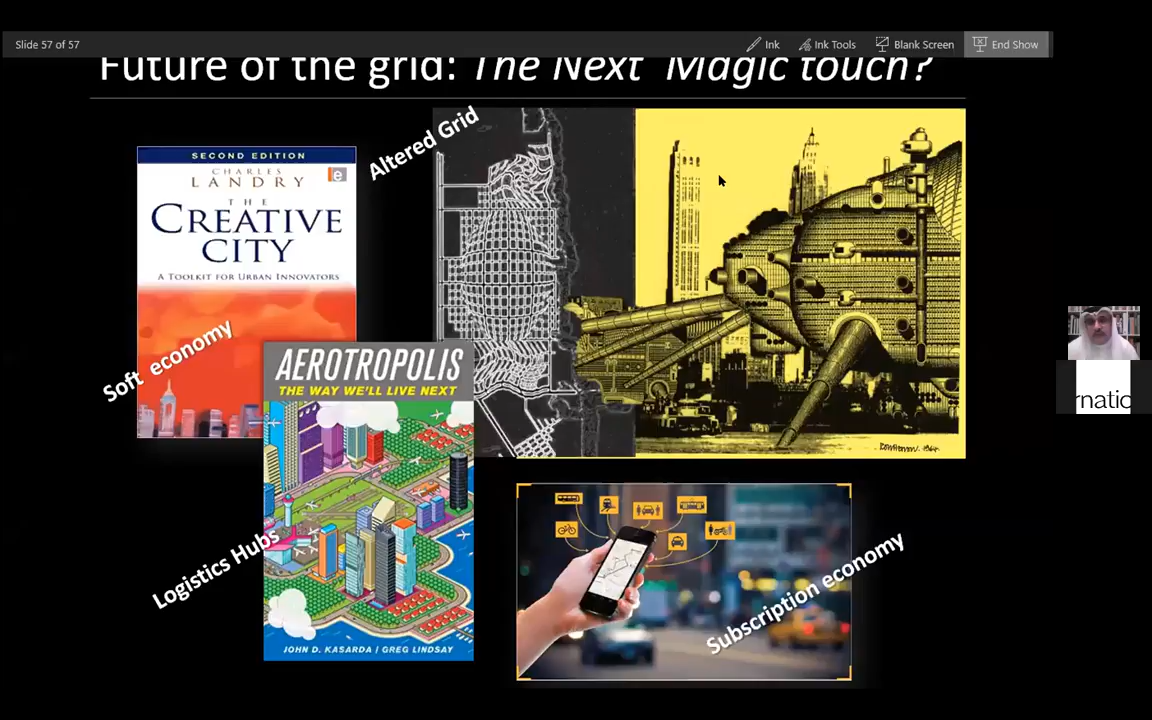 Slide 57 of 57
Ink
Ink Tools
Blank Screen
End Show
Future of the grid: The Next 'Magic touch?
Altered Grid
SECOND EDITION
CHARLES
LANDRY
THE
CREATIVE
CITY
A TOOLKIT FOR URBAN INNOVATORS
Soft economy
AEROTROPOLIS
THE WAY WE'LL LIVE NEXT
Logistics Hubs
JOHN D. KASARDA / GREG LINDSAY
Subscription economy
rnatio